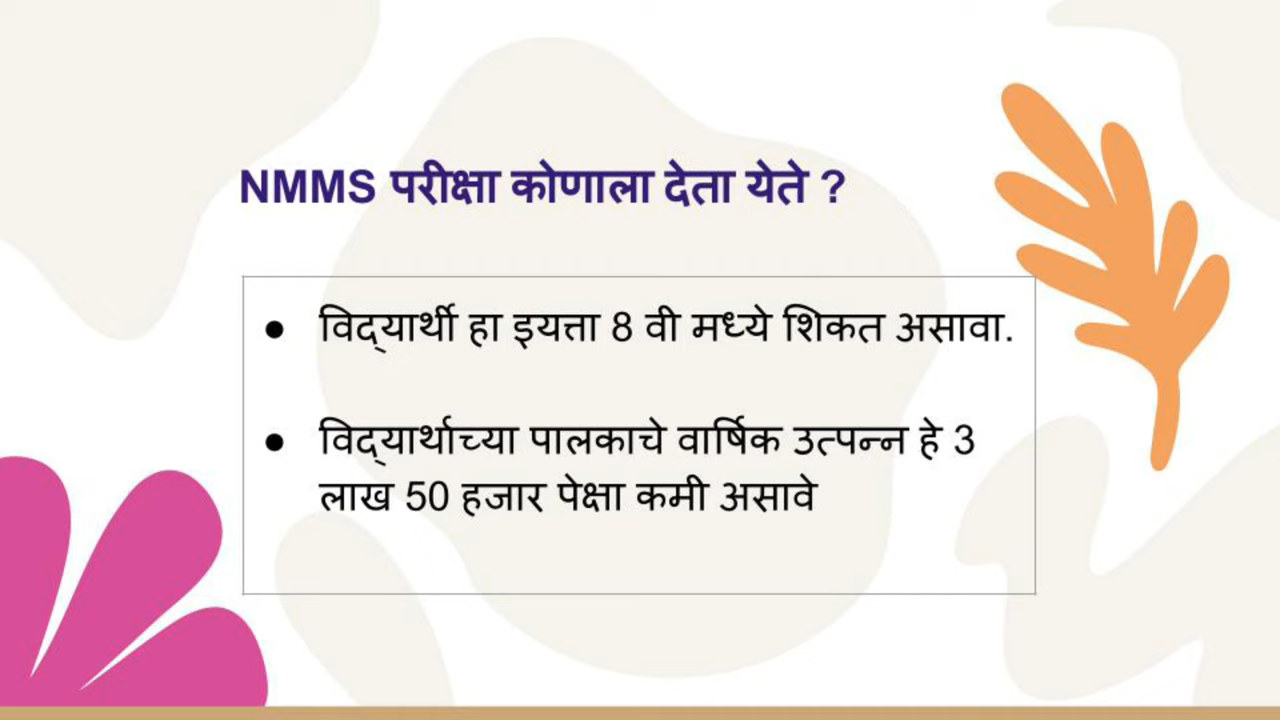 NMMS परीक्षा कोणाला देता येते ?
● विद्‌यार्थी हा इयत्ता 8 वी मध्ये शिकत असावा.
● विद्‌यार्थाच्या पालकाचे वार्षिक उत्पन्न हे 3
लाख 50 हजार पेक्षा कमी असावे